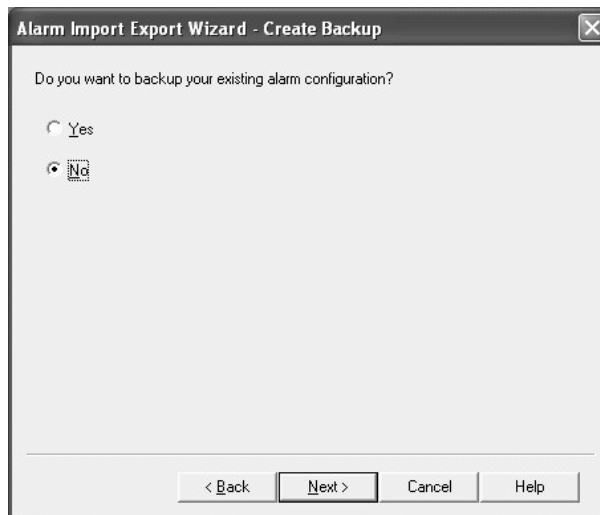 Alarm Import Export Wizard - Create Backup
Do you want to backup your existing alarm configuration?
Yes
No
< Back Next > Cancel Help